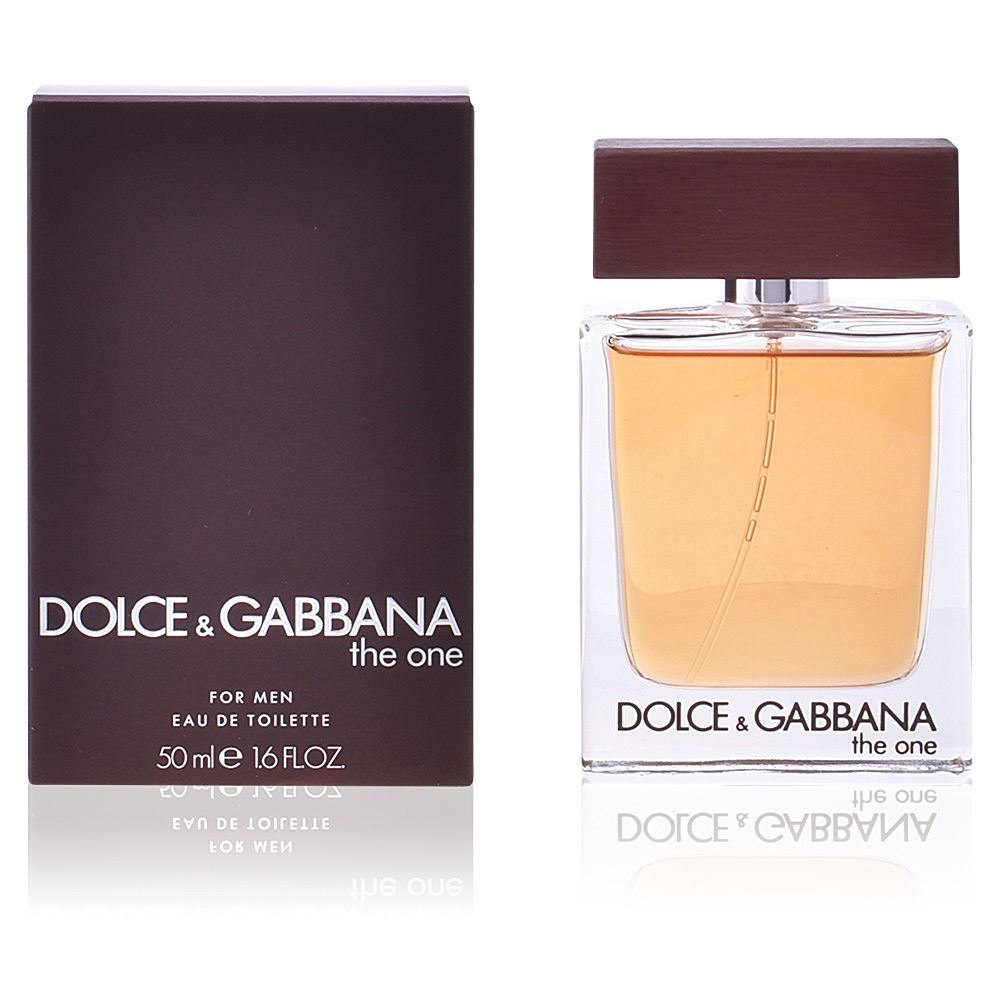 DOLCE & GABBANA
the one
FOR MEN
EAU DE TOILETTE
50 ml e 1.6 FL.OZ.
DOLCE & GABBANA
the one